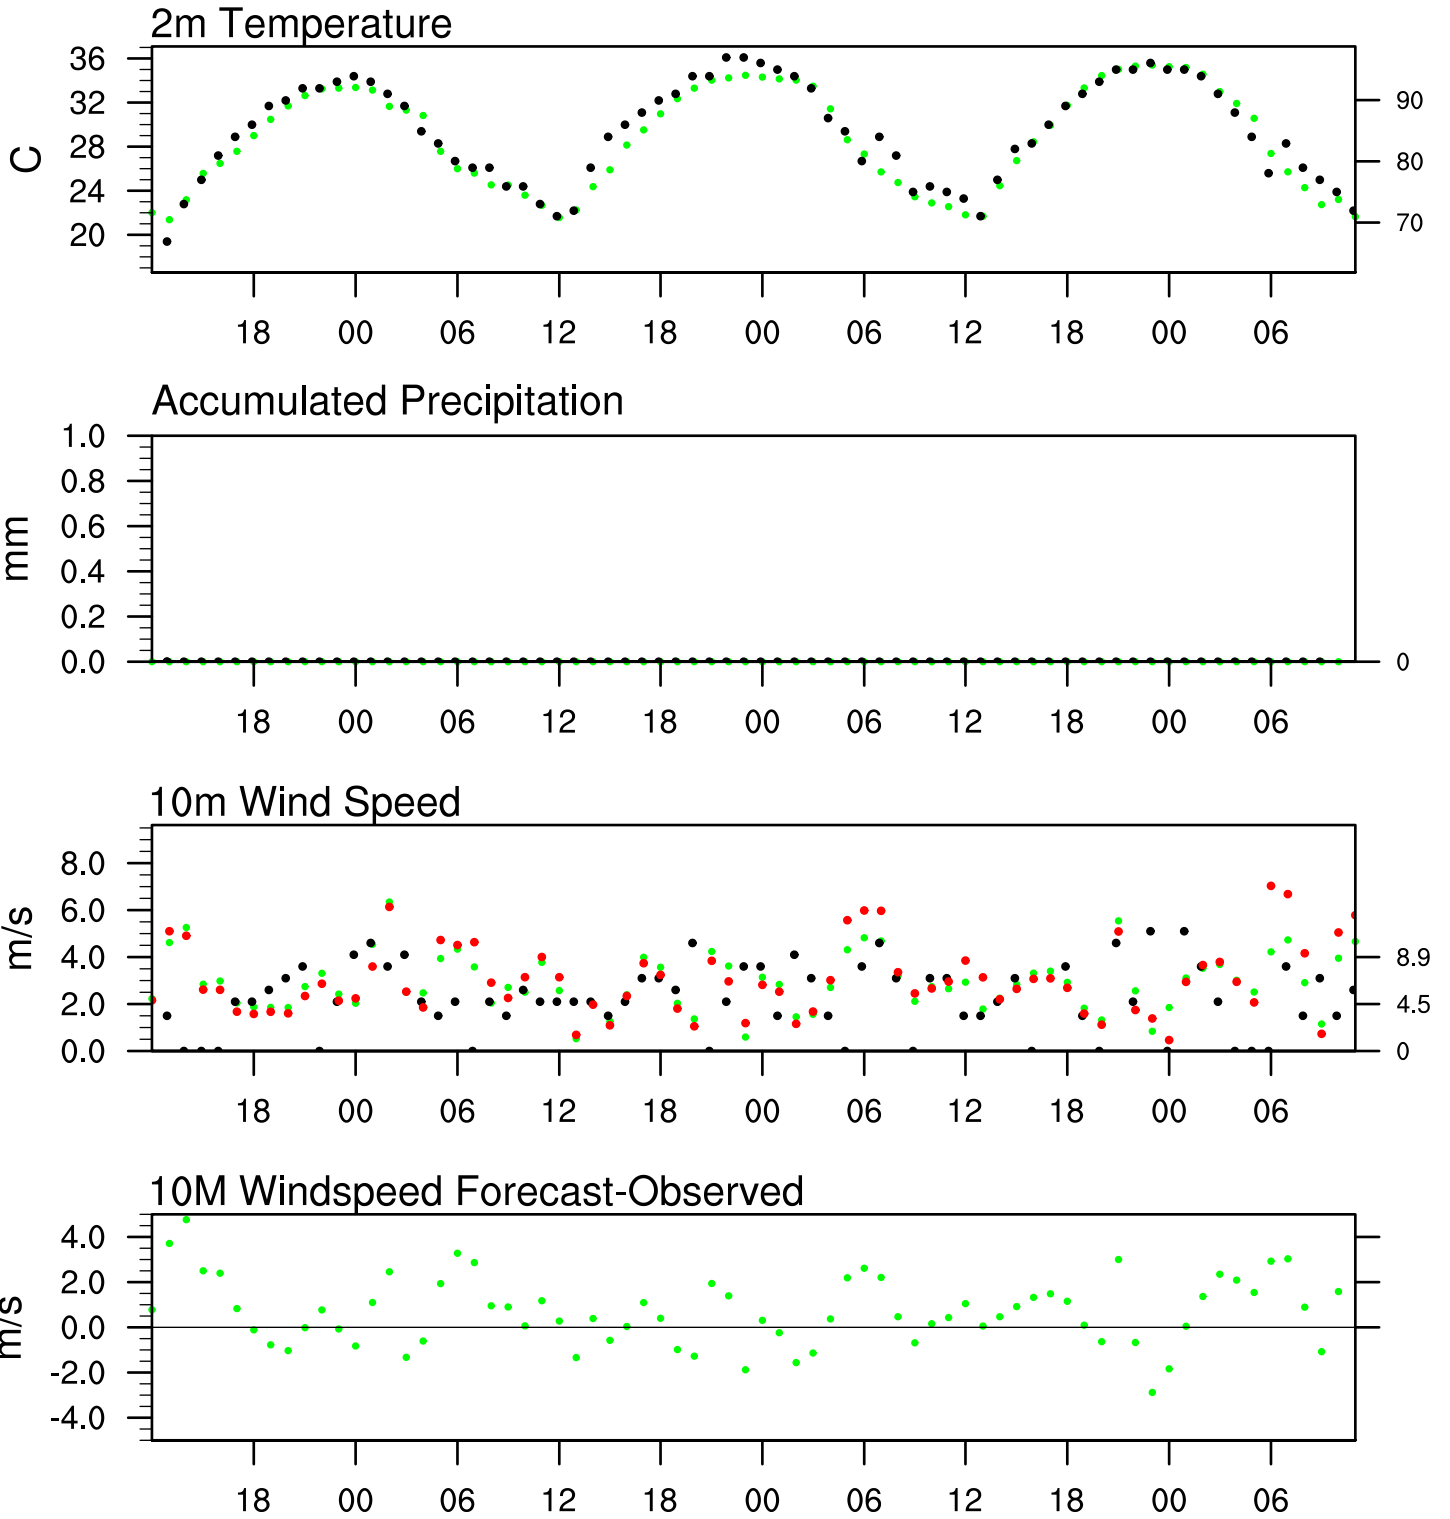 2m Temperature
36
32
28
24
20
C
90
80
70
18 00 06 12 18 00 06 12 18 00 06
Accumulated Precipitation
1.0
0.8
0.6
0.4
0.2
0.0
mm
0
18 00 06 12 18 00 06 12 18 00 06
10m Wind Speed
8.0
6.0
4.0
2.0
0.0
m/s
8.9
4.5
0
18 00 06 12 18 00 06 12 18 00 06
10M Windspeed Forecast-Observed
4.0
2.0
0.0
-2.0
-4.0
m/s
18 00 06 12 18 00 06 12 18 00 06